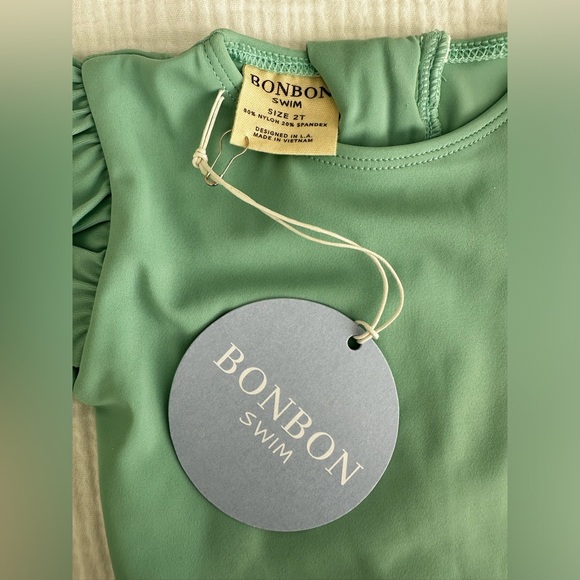 BONBON
SWIM
SIZE 2T
80% NYLON 20% SPANDEX
DESIGNED IN L.A.
MADE IN VIETNAM
BONBON
SWIM